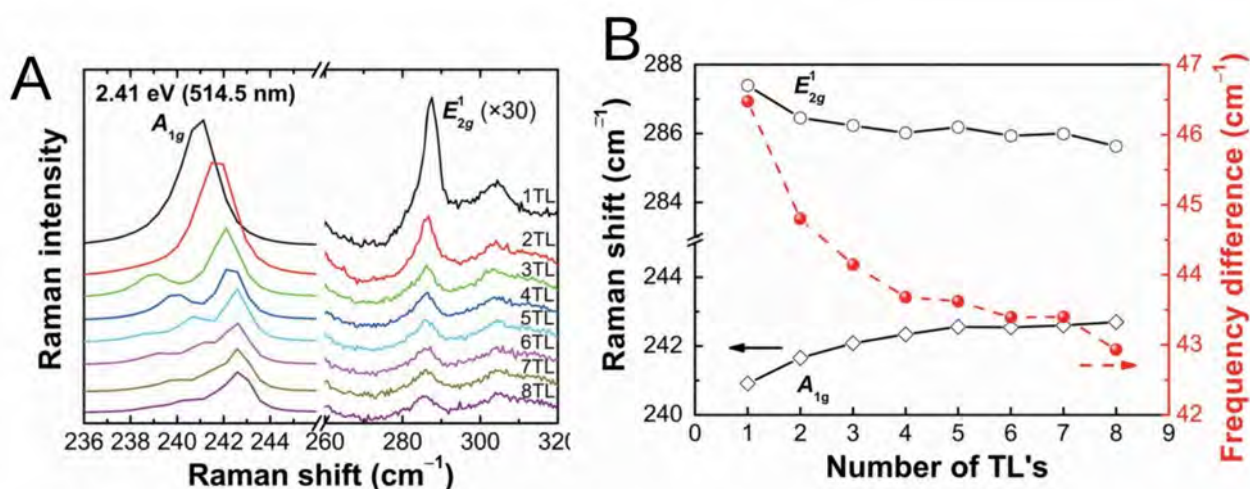 A
2.41 eV (514.5 nm)
A1g
E12g (×30)
1TL
2TL
3TL
4TL
5TL
6TL
7TL
8TL
Raman intensity
236 240 242 244 260 280 300 320
Raman shift (cm−1)
B
288
286
284
244
242
240
Raman shift (cm−1)
E12g
A1g
0 1 2 3 4 5 6 7 8 9
Number of TL's
47
46
45
44
43
42
Frequency difference (cm−1)